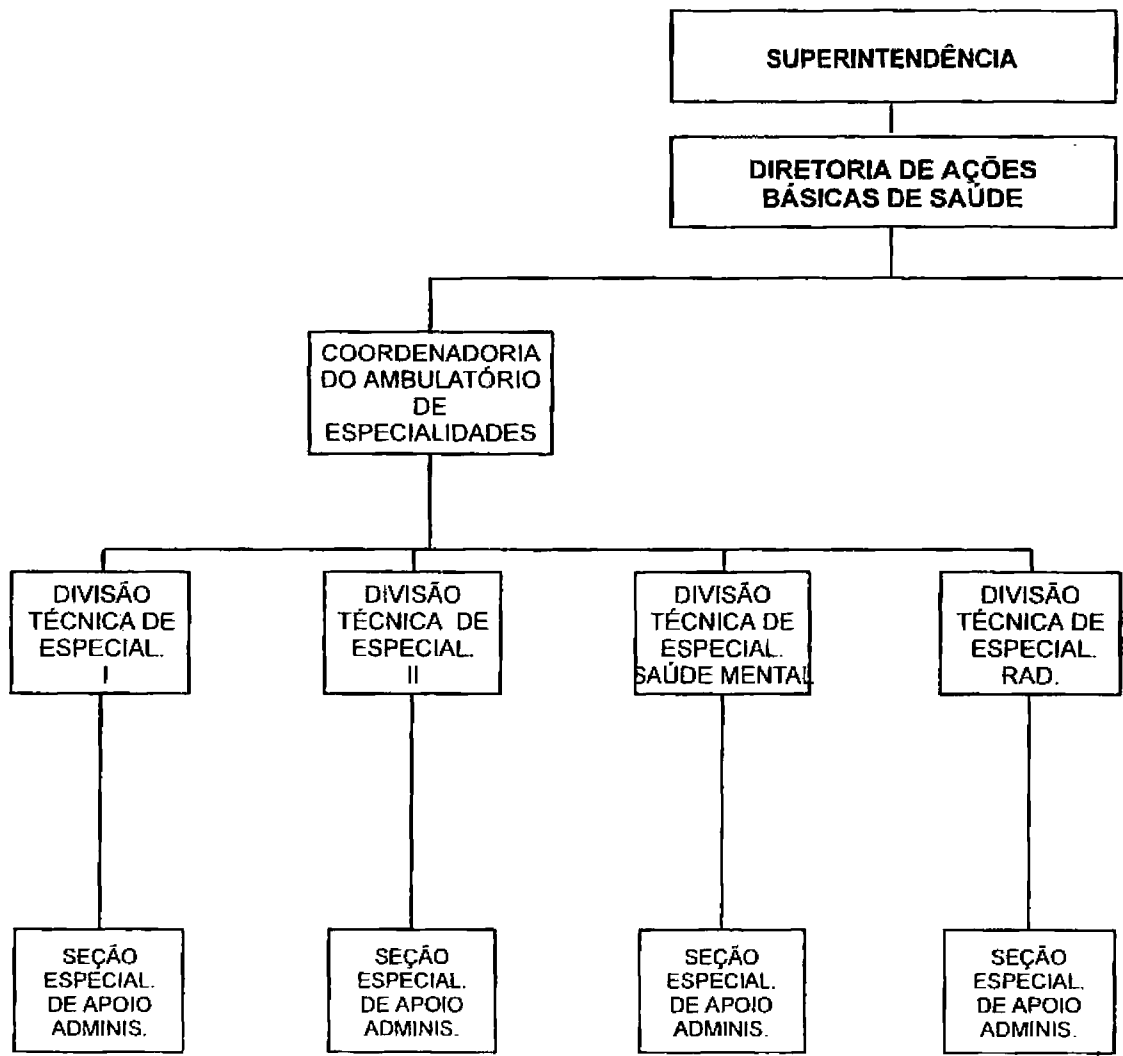 SUPERINTENDÊNCIA
DIRETORIA DE AÇÕES
BÁSICAS DE SAÚDE
COORDENADORIA
DO AMBULATÓRIO
DE
ESPECIALIDADES
DIVISÃO
TÉCNICA DE
ESPECIAL.
I
DIVISÃO
TÉCNICA DE
ESPECIAL.
II
DIVISÃO
TÉCNICA DE
ESPECIAL.
SAÚDE MENTAL
DIVISÃO
TÉCNICA DE
ESPECIAL.
RAD.
SEÇÃO
ESPECIAL.
DE APOIO
ADMINIS.
SEÇÃO
ESPECIAL.
DE APOIO
ADMINIS.
SEÇÃO
ESPECIAL.
DE APOIO
ADMINIS.
SEÇÃO
ESPECIAL.
DE APOIO
ADMINIS.